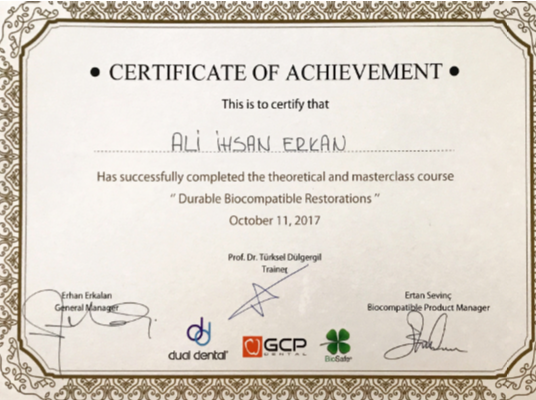 • CERTIFICATE OF ACHIEVEMENT •
This is to certify that
ALİ İHSAN ERKAN
Has successfully completed the theoretical and masterclass course
“ Durable Biocompatible Restorations “
October 11, 2017
Prof. Dr. Türksel Dülgergil
Trainer
Erhan Erkalan
General Manager
Ertan Sevinç
Biocompatible Product Manager
dual dental
GCP
DENTAL
BioSafe